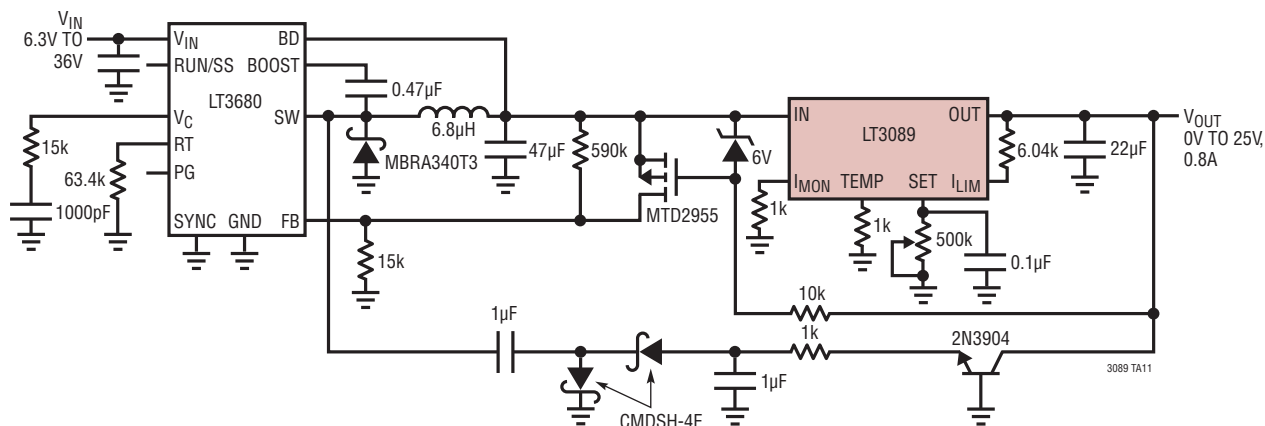 VIN
6.3V TO
36V
VIN
BD
RUN/SS
BOOST
LT3680
0.47µF
VC
SW
6.8µH
15k
RT
63.4k
PG
1000pF
SYNC
GND
FB
MBRA340T3
47µF
590k
MTD2955
6V
15k
IN
OUT
LT3089
IMON
TEMP
SET
ILIM
1k
1k
500k
0.1µF
6.04k
22µF
VOUT
0V TO 25V,
0.8A
10k
1µF
1k
2N3904
1µF
3089 TA11